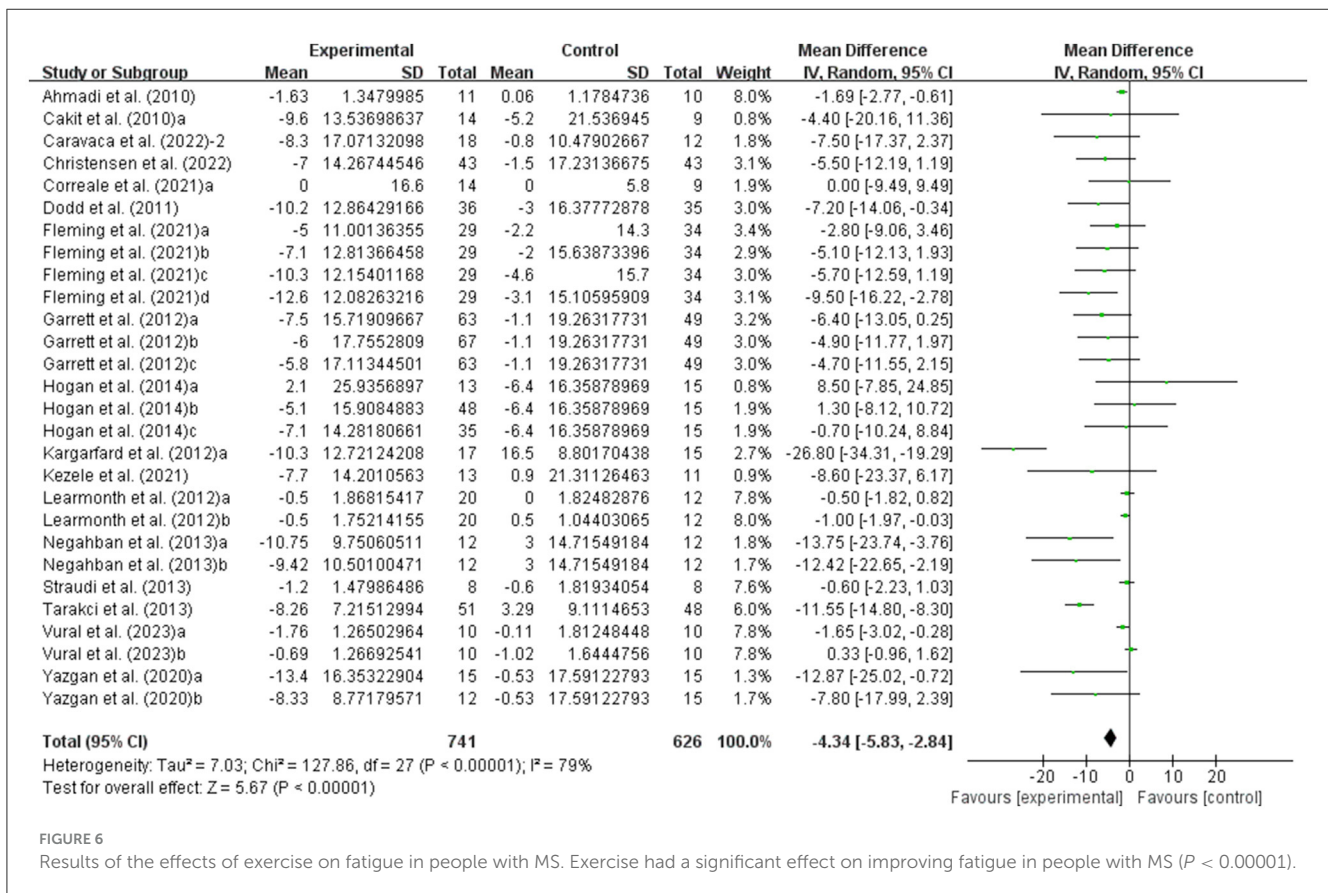 Experimental Control Mean Difference Mean Difference
Study or Subgroup Mean SD Total Mean SD Total Weight IV, Random, 95% CI IV, Random, 95% CI
Ahmadi et al. (2010) -1.63 1.3479985 11 0.06 1.1784736 10 8.0% -1.69 [-2.77, -0.61]
Cakit et al. (2010)a -9.6 13.53698637 14 -5.2 21.536945 9 0.8% -4.40 [-20.16, 11.36]
Caravaca et al. (2022)-2 -8.3 17.07132098 18 -0.8 10.47902667 12 1.8% -7.50 [-17.37, 2.37]
Christensen et al. (2022) -7 14.26744546 43 -1.5 17.23136675 43 3.1% -5.50 [-12.19, 1.19]
Correale et al. (2021)a 0 16.6 14 0 5.8 9 1.9% 0.00 [-9.49, 9.49]
Dodd et al. (2011) -10.2 12.86429166 36 -3 16.37772878 35 3.0% -7.20 [-14.06, -0.34]
Fleming et al. (2021)a -5 11.00136355 29 -2.2 14.3 34 3.4% -2.80 [-9.06, 3.46]
Fleming et al. (2021)b -7.1 12.81366458 29 -2 15.63873396 34 2.9% -5.10 [-12.13, 1.93]
Fleming et al. (2021)c -10.3 12.15401168 29 -4.6 15.7 34 3.0% -5.70 [-12.59, 1.19]
Fleming et al. (2021)d -12.6 12.08263216 29 -3.1 15.10595909 34 3.1% -9.50 [-16.22, -2.78]
Garrett et al. (2012)a -7.5 15.71909667 63 -1.1 19.26317731 49 3.2% -6.40 [-13.05, 0.25]
Garrett et al. (2012)b -6 17.7552809 67 -1.1 19.26317731 49 3.0% -4.90 [-11.77, 1.97]
Garrett et al. (2012)c -5.8 17.11344501 63 -1.1 19.26317731 49 3.0% -4.70 [-11.55, 2.15]
Hogan et al. (2014)a 2.1 25.9356897 13 -6.4 16.35878969 15 0.8% 8.50 [-7.85, 24.85]
Hogan et al. (2014)b -5.1 15.9084883 48 -6.4 16.35878969 15 1.9% 1.30 [-8.12, 10.72]
Hogan et al. (2014)c -7.1 14.28180661 35 -6.4 16.35878969 15 1.9% -0.70 [-10.24, 8.84]
Kargarfard et al. (2012)a -10.3 12.72124208 17 16.5 8.80170438 15 2.7% -26.80 [-34.31, -19.29]
Kezele et al. (2021) -7.7 14.2010563 13 0.9 21.31126463 11 0.9% -8.60 [-23.37, 6.17]
Learmonth et al. (2012)a -0.5 1.86815417 20 0 1.82482876 12 7.8% -0.50 [-1.82, 0.82]
Learmonth et al. (2012)b -0.5 1.75214155 20 0.5 1.04403065 12 8.0% -1.00 [-1.97, -0.03]
Negahban et al. (2013)a -10.75 9.75060511 12 3 14.71549184 12 1.8% -13.75 [-23.74, -3.76]
Negahban et al. (2013)b -9.42 10.50100471 12 3 14.71549184 12 1.7% -12.42 [-22.65, -2.19]
Straudi et al. (2013) -1.2 1.47986486 8 -0.6 1.81934054 8 7.6% -0.60 [-2.23, 1.03]
Tarakci et al. (2013) -8.26 7.21512994 51 3.29 9.1114653 48 6.0% -11.55 [-14.80, -8.30]
Vural et al. (2023)a -1.76 1.26502964 10 -0.11 1.81248448 10 7.8% -1.65 [-3.02, -0.28]
Vural et al. (2023)b -0.69 1.26692541 10 -1.02 1.6444756 10 7.8% 0.33 [-0.96, 1.62]
Yazgan et al. (2020)a -13.4 16.35322904 15 -0.53 17.59122793 15 1.3% -12.87 [-25.02, -0.72]
Yazgan et al. (2020)b -8.33 8.77179571 12 -0.53 17.59122793 15 1.7% -7.80 [-17.99, 2.39]
Total (95% CI) 741 626 100.0% -4.34 [-5.83, -2.84]
Heterogeneity: Tau² = 7.03; Chi² = 127.86, df = 27 (P < 0.00001); I² = 79%
Test for overall effect: Z = 5.67 (P < 0.00001)
-20 -10 0 10 20
Favours [experimental] Favours [control]
FIGURE 6
Results of the effects of exercise on fatigue in people with MS. Exercise had a significant effect on improving fatigue in people with MS (P < 0.00001).